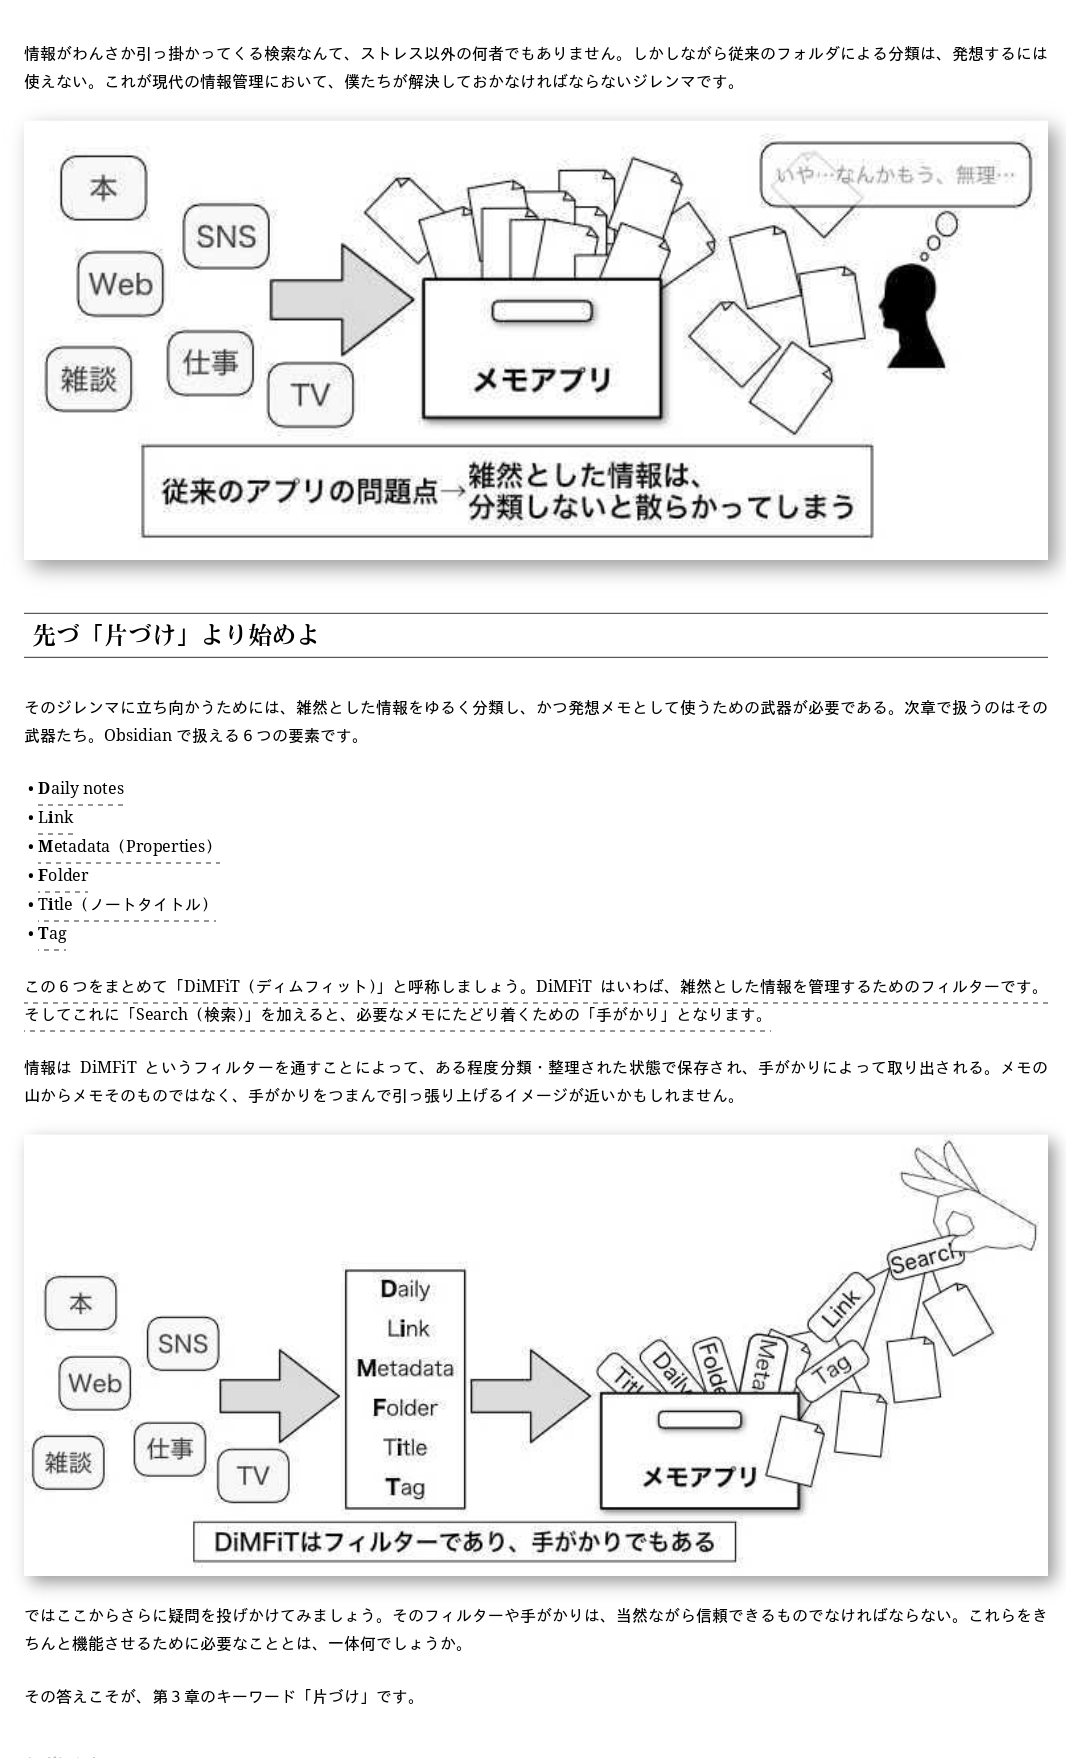 情報がわんさか引っ掛かってくる検索なんて、ストレス以外の何者でもありません。しかしながら従来のフォルダによる分類は、発想するには
使えない。これが現代の情報管理において、僕たちが解決しておかなければならないジレンマです。
本
SNS
Web
雑談
仕事
TV
メモアプリ
いや…なんかもう、無理…
従来のアプリの問題点→雑然とした情報は、
分類しないと散らかってしまう
先づ「片づけ」より始めよ
そのジレンマに立ち向かうためには、雑然とした情報をゆるく分類し、かつ発想メモとして使うための武器が必要である。次章で扱うのはその
武器たち。Obsidian で扱える６つの要素です。
• Daily notes
• Link
• Metadata（Properties）
• Folder
• Title（ノートタイトル）
• Tag
この６つをまとめて「DiMFiT（ディムフィット）」と呼称しましょう。DiMFiT はいわば、雑然とした情報を管理するためのフィルターです。
そしてこれに「Search（検索）」を加えると、必要なメモにたどり着くための「手がかり」となります。
情報は DiMFiT というフィルターを通すことによって、ある程度分類・整理された状態で保存され、手がかりによって取り出される。メモの
山からメモそのものではなく、手がかりをつまんで引っ張り上げるイメージが近いかもしれません。
本
SNS
Web
雑談
仕事
TV
Daily
Link
Metadata
Folder
Title
Tag
Titl
Daily
Folde
Meta
Tag
Link
Search
メモアプリ
DiMFiTはフィルターであり、手がかりでもある
ではここからさらに疑問を投げかけてみましょう。そのフィルターや手がかりは、当然ながら信頼できるものでなければならない。これらをき
ちんと機能させるために必要なこととは、一体何でしょうか。
その答えこそが、第３章のキーワード「片づけ」です。